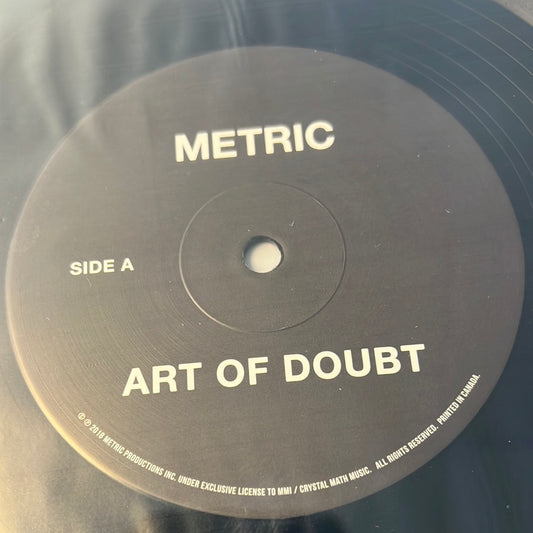 METRIC
SIDE A
ART OF DOUBT
© ℗ 2018 METRIC PRODUCTIONS INC. UNDER EXCLUSIVE LICENSE TO MMI / CRYSTAL MATH MUSIC. ALL RIGHTS RESERVED. PRINTED IN CANADA.